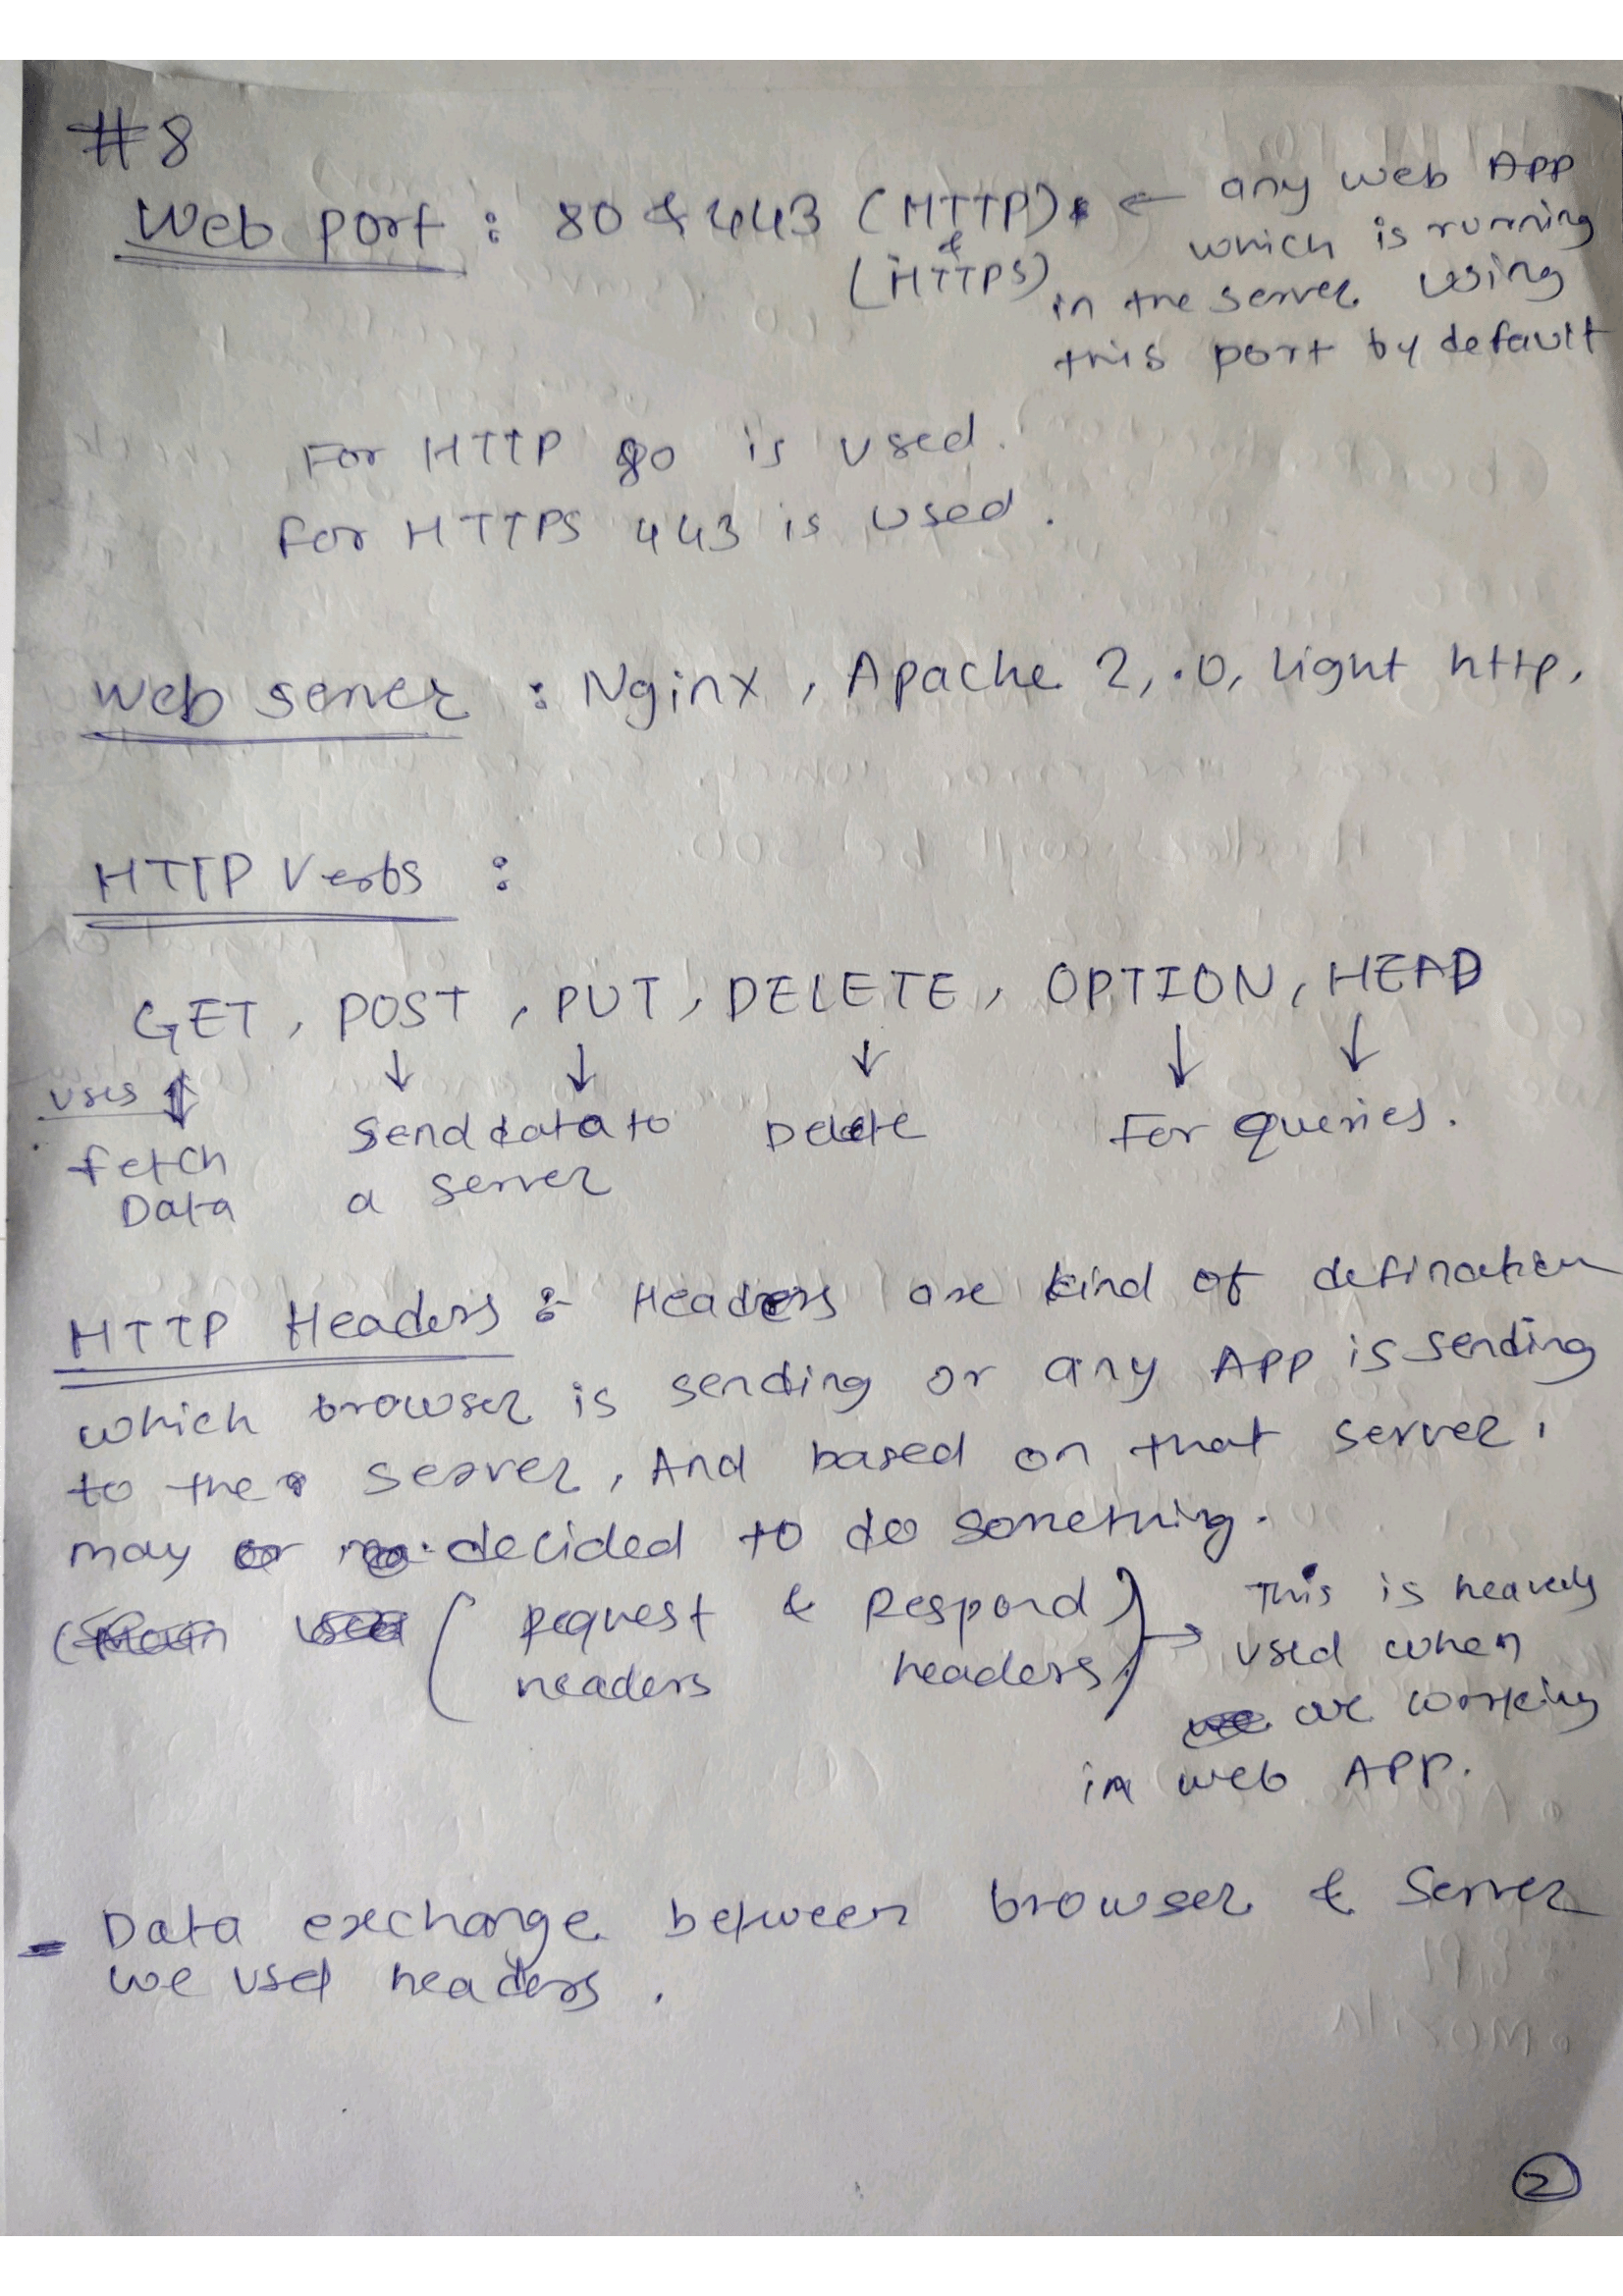 #8
Web port : 80 & 443 (HTTP) ← any web APP
& which is running
(HTTPS) in the server using
this port by default
For HTTP 80 is used.
For HTTPS 443 is used.
Web server : Nginx, Apache 2,.0, Light http,
HTTP Verbs :
GET, POST, PUT, DELETE, OPTION, HEAD
uses ↓ ↓ ↓ ↓ ↓ ↓
fetch Send data to Delete For queries.
Data a server
HTTP Headers :- Headers are kind of defination
which browser is sending or any APP is sending
to the server, And based on that server
may decided to do something.
( request & Respond ) → This is heavely
headers headers used when
are working
in web APP.
- Data exchange between browser & Server
we used headers.
2